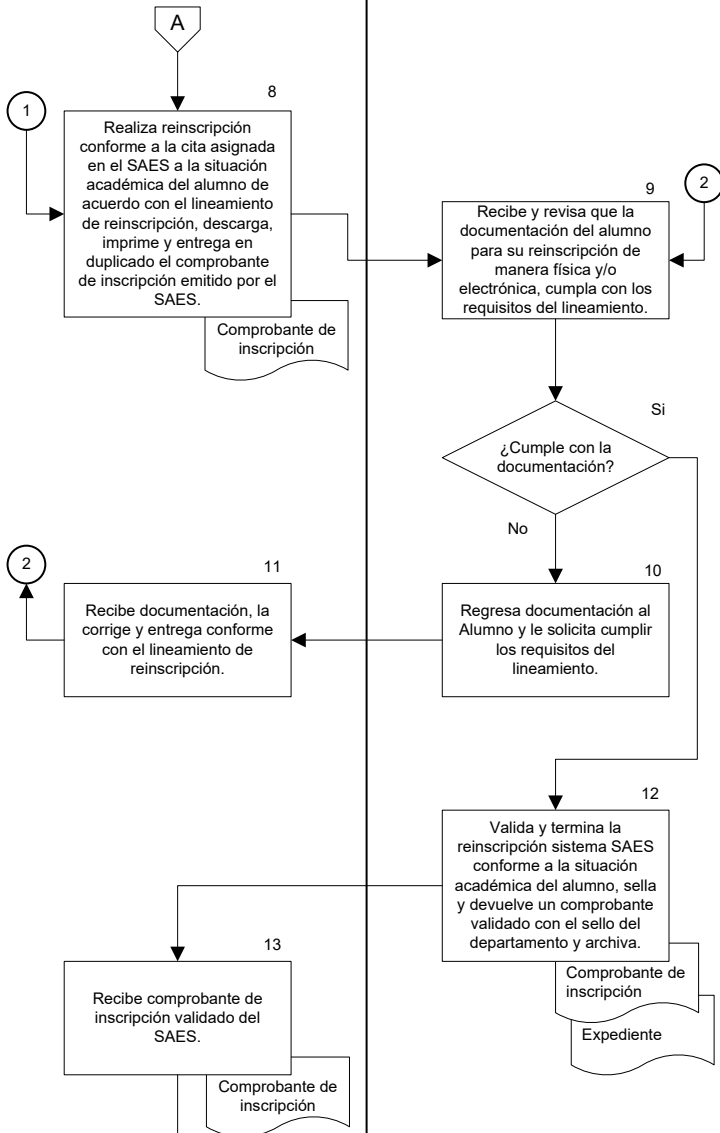 A
8
1
Realiza reinscripción
conforme a la cita asignada
en el SAES a la situación
académica del alumno de
acuerdo con el lineamiento
de reinscripción, descarga,
imprime y entrega en
duplicado el comprobante
de inscripción emitido por el
SAES.
Comprobante de
inscripción
9
2
Recibe y revisa que la
documentación del alumno
para su reinscripción de
manera física y/o
electrónica, cumpla con los
requisitos del lineamiento.
Si
¿Cumple con la
documentación?
No
10
Regresa documentación al
Alumno y le solicita cumplir
los requisitos del
lineamiento.
2
11
Recibe documentación, la
corrige y entrega conforme
con el lineamiento de
reinscripción.
12
Valida y termina la
reinscripción sistema SAES
conforme a la situación
académica del alumno, sella
y devuelve un comprobante
validado con el sello del
departamento y archiva.
Comprobante de
inscripción
Expediente
13
Recibe comprobante de
inscripción validado del
SAES.
Comprobante de
inscripción